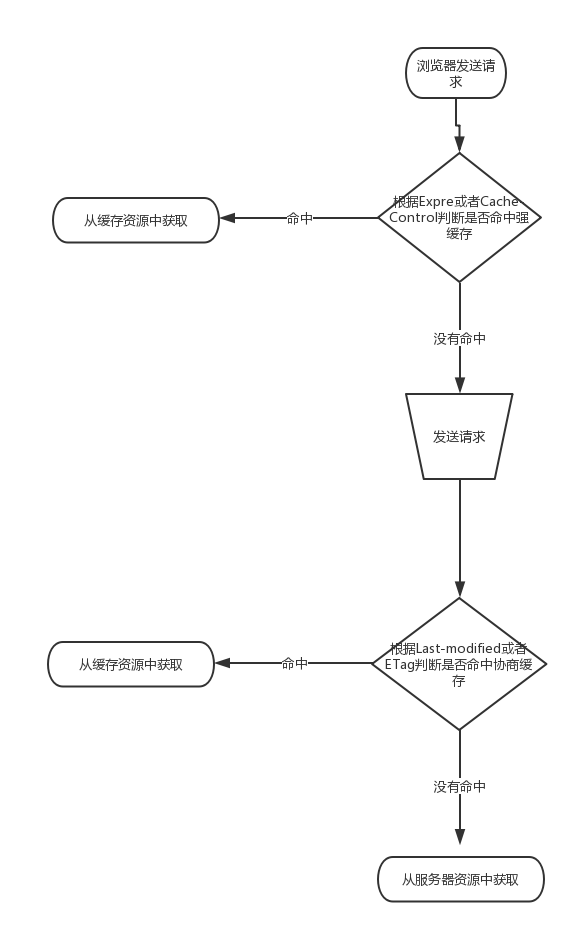 浏览器发送请
求
根据Expre或者Cache-
Control判断是否命中强
缓存
命中
从缓存资源中获取
没有命中
发送请求
根据Last-modified或者
ETag判断是否命中协商缓
存
命中
从缓存资源中获取
没有命中
从服务器资源中获取